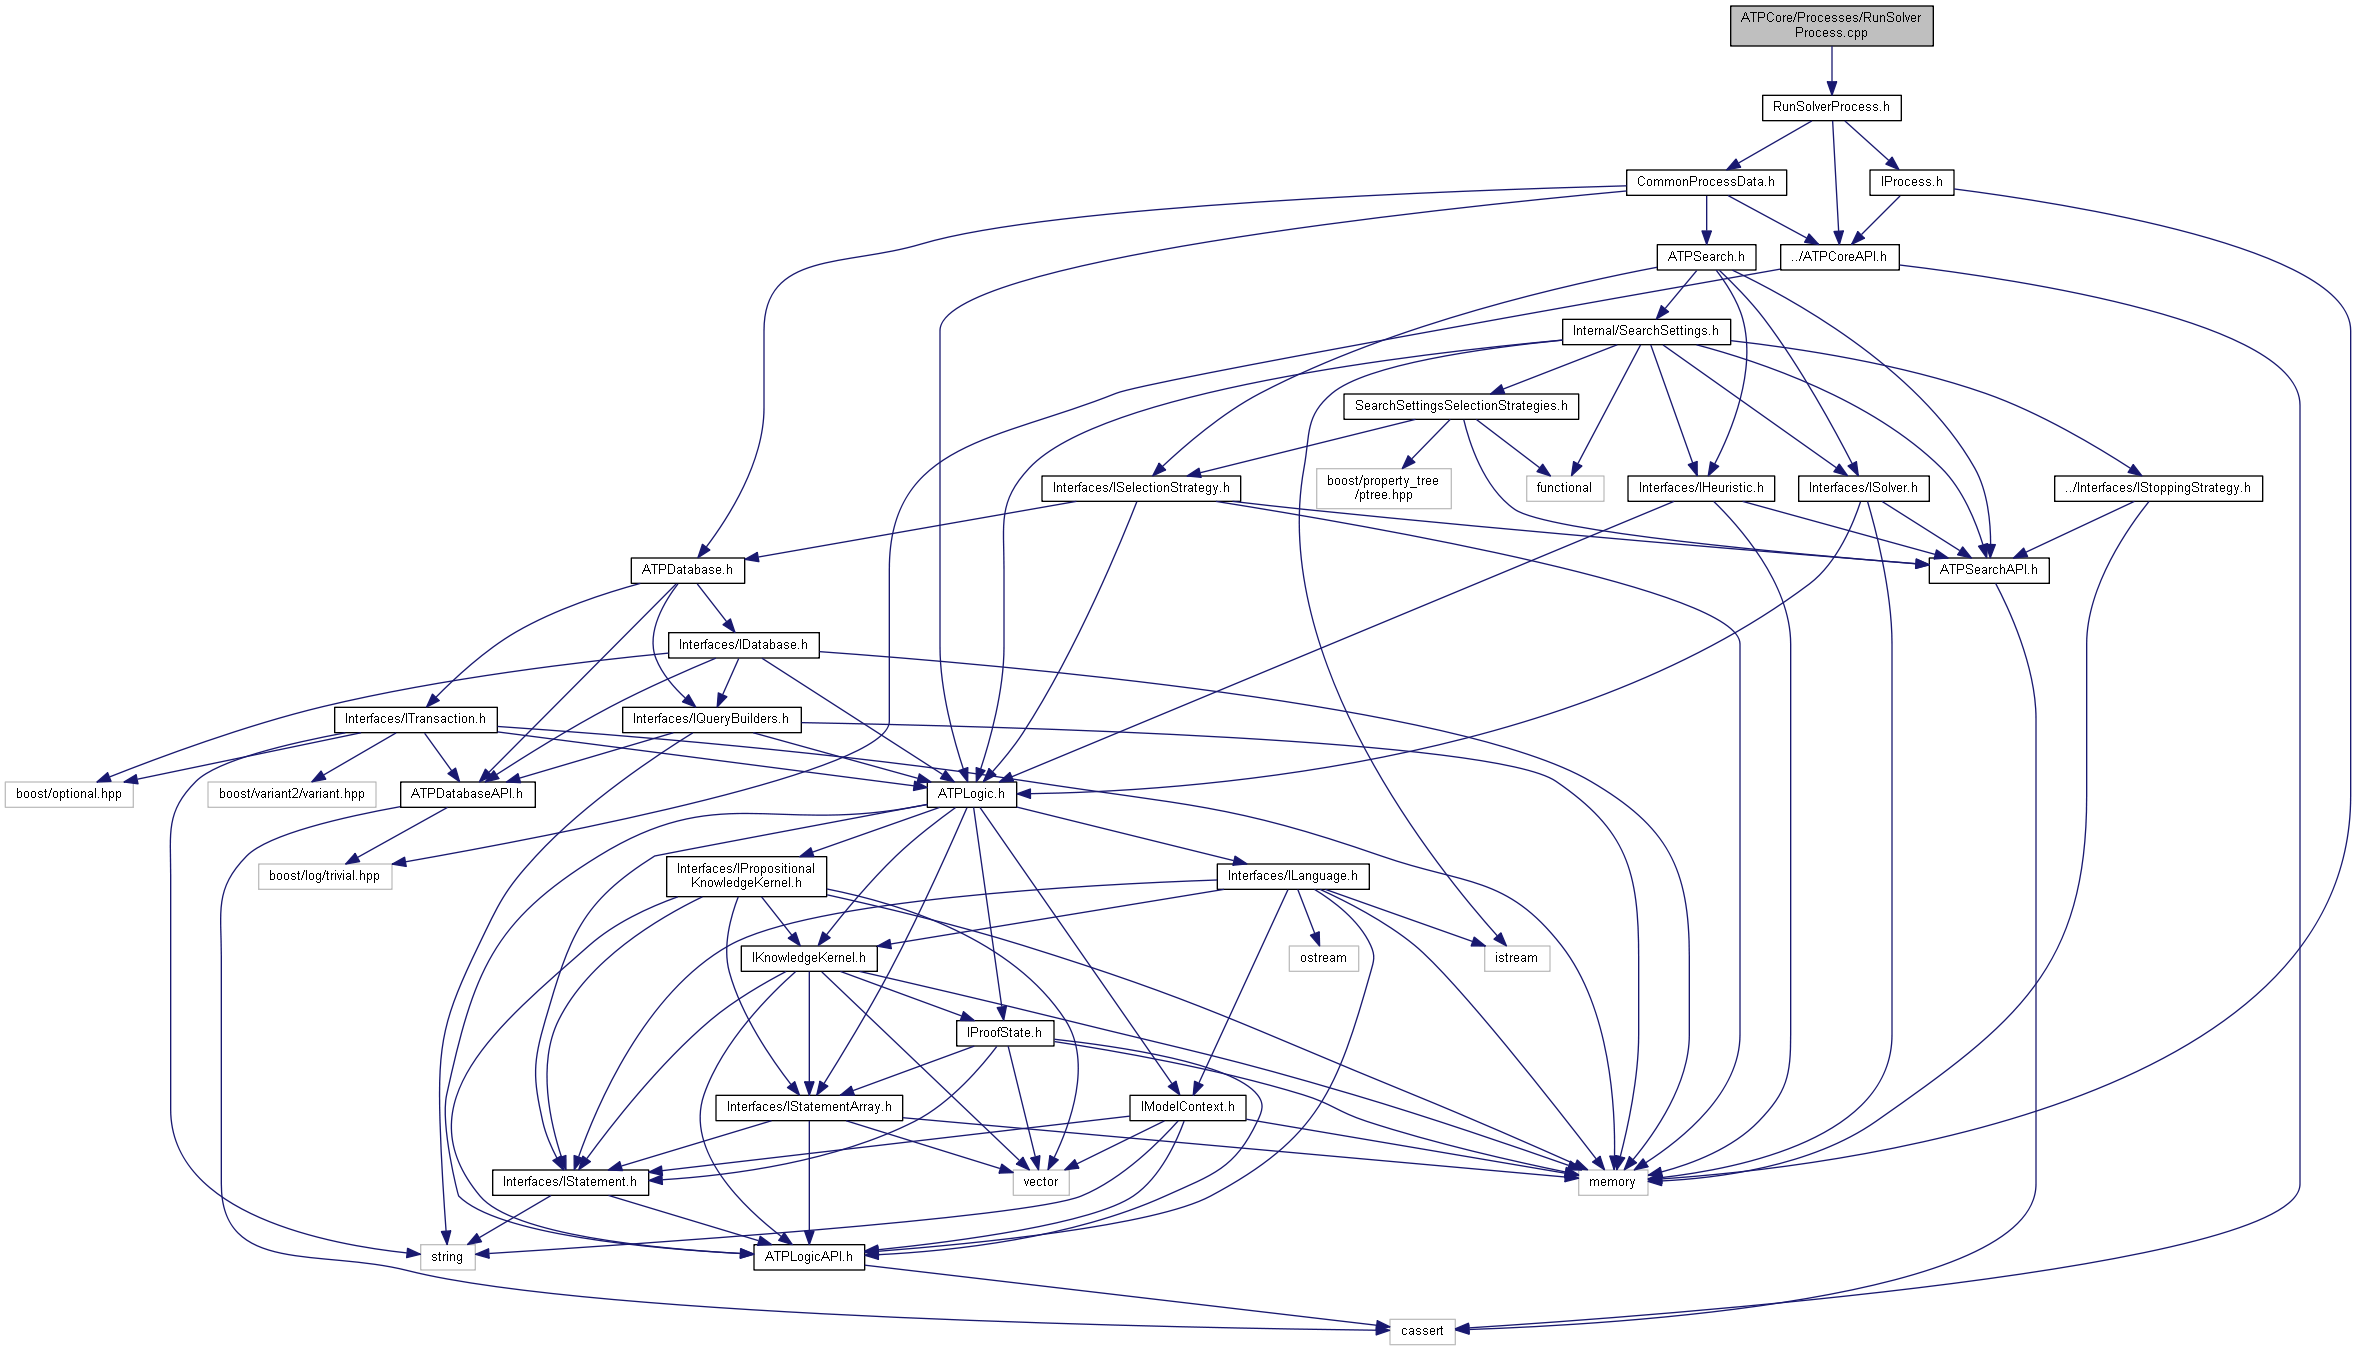 ATPCore/Processes/RunSolver
Process.cpp
RunSolverProcess.h
CommonProcessData.h
IProcess.h
ATPSearch.h
../ATPCoreAPI.h
Internal/SearchSettings.h
SearchSettingsSelectionStrategies.h
Interfaces/ISelectionStrategy.h
boost/property_tree
/ptree.hpp
functional
Interfaces/IHeuristic.h
Interfaces/ISolver.h
../Interfaces/IStoppingStrategy.h
ATPDatabase.h
ATPSearchAPI.h
Interfaces/IDatabase.h
Interfaces/ITransaction.h
Interfaces/IQueryBuilders.h
boost/optional.hpp
boost/variant2/variant.hpp
ATPDatabaseAPI.h
ATPLogic.h
boost/log/trivial.hpp
Interfaces/IPropositional
KnowledgeKernel.h
Interfaces/ILanguage.h
IKnowledgeKernel.h
ostream
istream
IProofState.h
Interfaces/IStatementArray.h
IModelContext.h
Interfaces/IStatement.h
vector
memory
string
ATPLogicAPI.h
cassert